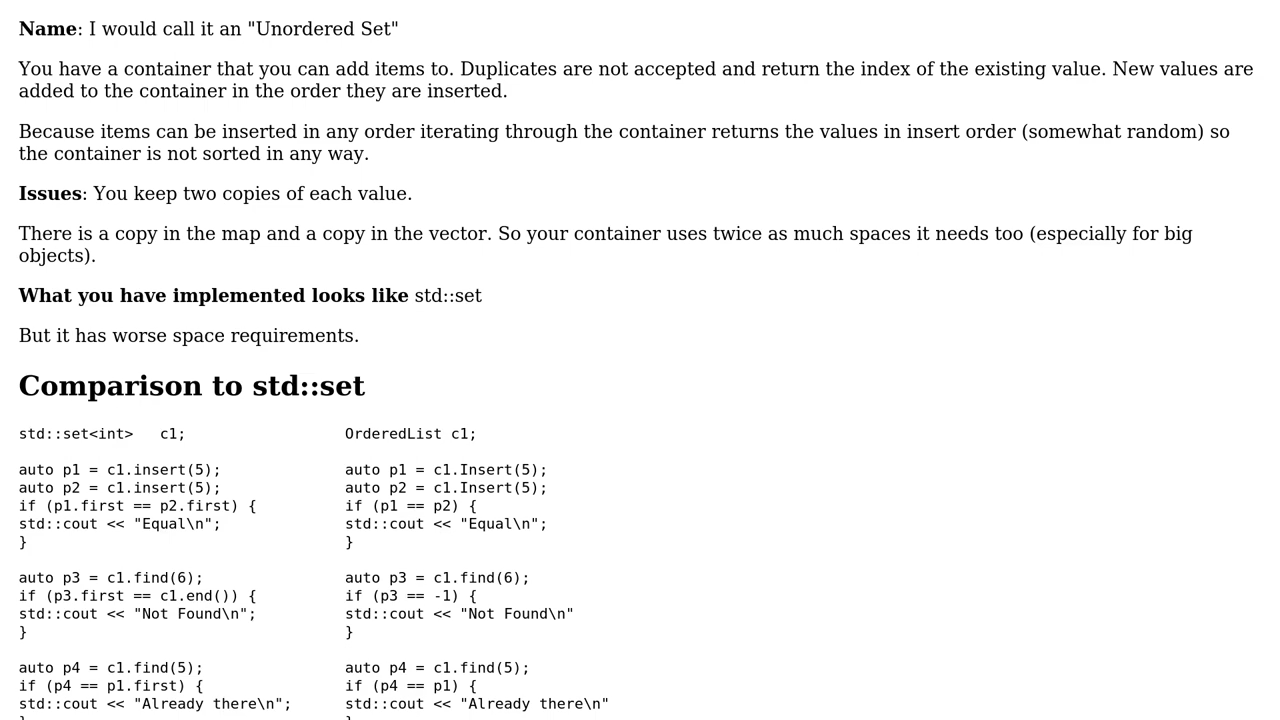 Name: I would call it an "Unordered Set"
You have a container that you can add items to. Duplicates are not accepted and return the index of the existing value. New values are
added to the container in the order they are inserted.
Because items can be inserted in any order iterating through the container returns the values in insert order (somewhat random) so
the container is not sorted in any way.
Issues: You keep two copies of each value.
There is a copy in the map and a copy in the vector. So your container uses twice as much spaces it needs too (especially for big
objects).
What you have implemented looks like std::set
But it has worse space requirements.
Comparison to std::set
std::set<int>   c1;                  OrderedList c1;
auto p1 = c1.insert(5);              auto p1 = c1.Insert(5);
auto p2 = c1.insert(5);              auto p2 = c1.Insert(5);
if (p1.first == p2.first) {          if (p1 == p2) {
std::cout << "Equal\n";              std::cout << "Equal\n";
}                                    }
auto p3 = c1.find(6);                auto p3 = c1.find(6);
if (p3.first == c1.end()) {          if (p3 == -1) {
std::cout << "Not Found\n";          std::cout << "Not Found\n"
}                                    }
auto p4 = c1.find(5);                auto p4 = c1.find(5);
if (p4 == p1.first) {                if (p4 == p1) {
std::cout << "Already there\n";      std::cout << "Already there\n"
}                                    }